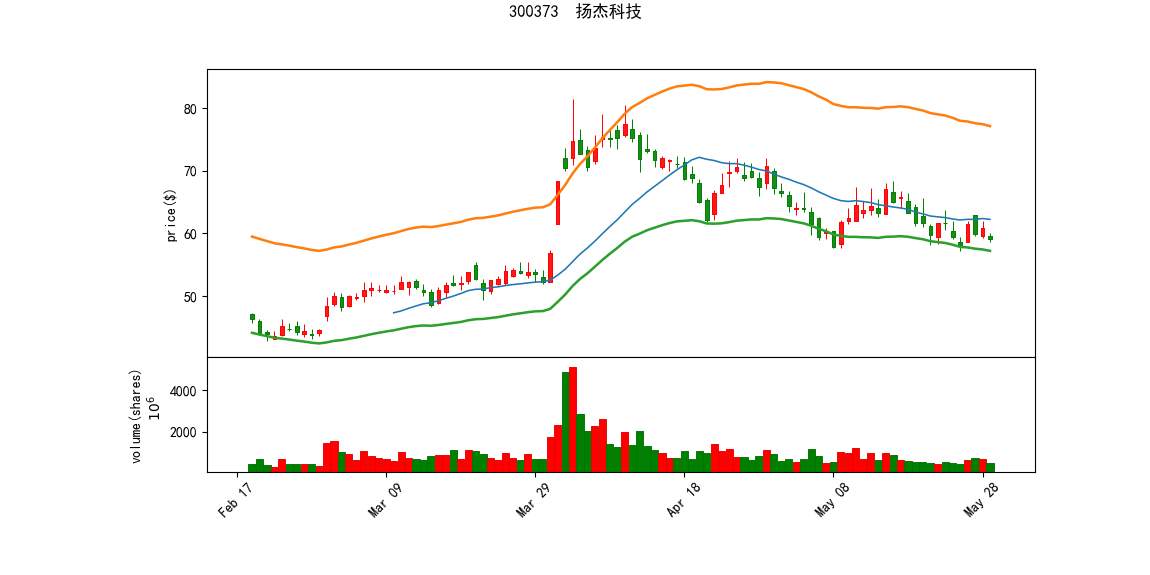 300373 扬杰科技
80
70
60
50
price($)
4000
2000
volume(shares)
10^6
Feb 17
Mar 09
Mar 29
Apr 18
May 08
May 28